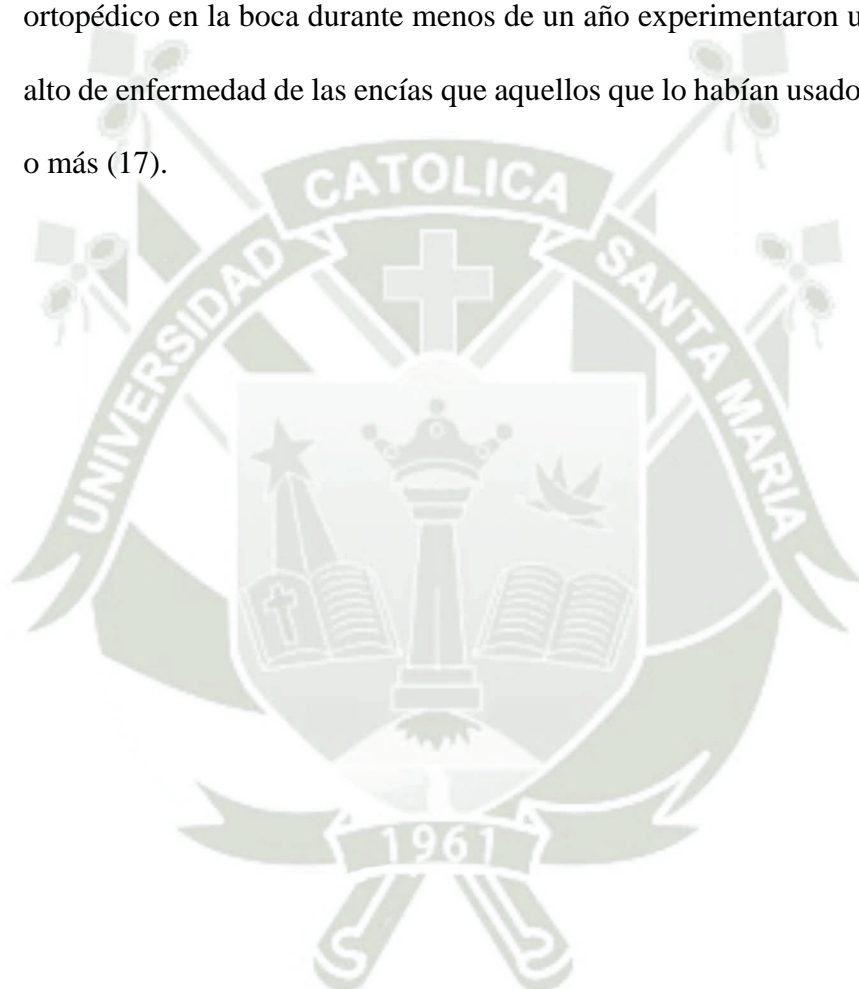 ortopédico en la boca durante menos de un año experimentaron
alto de enfermedad de las encías que aquellos que lo habían usado
o más (17).
UNIVERSIDAD CATOLICA SANTA MARIA
1961